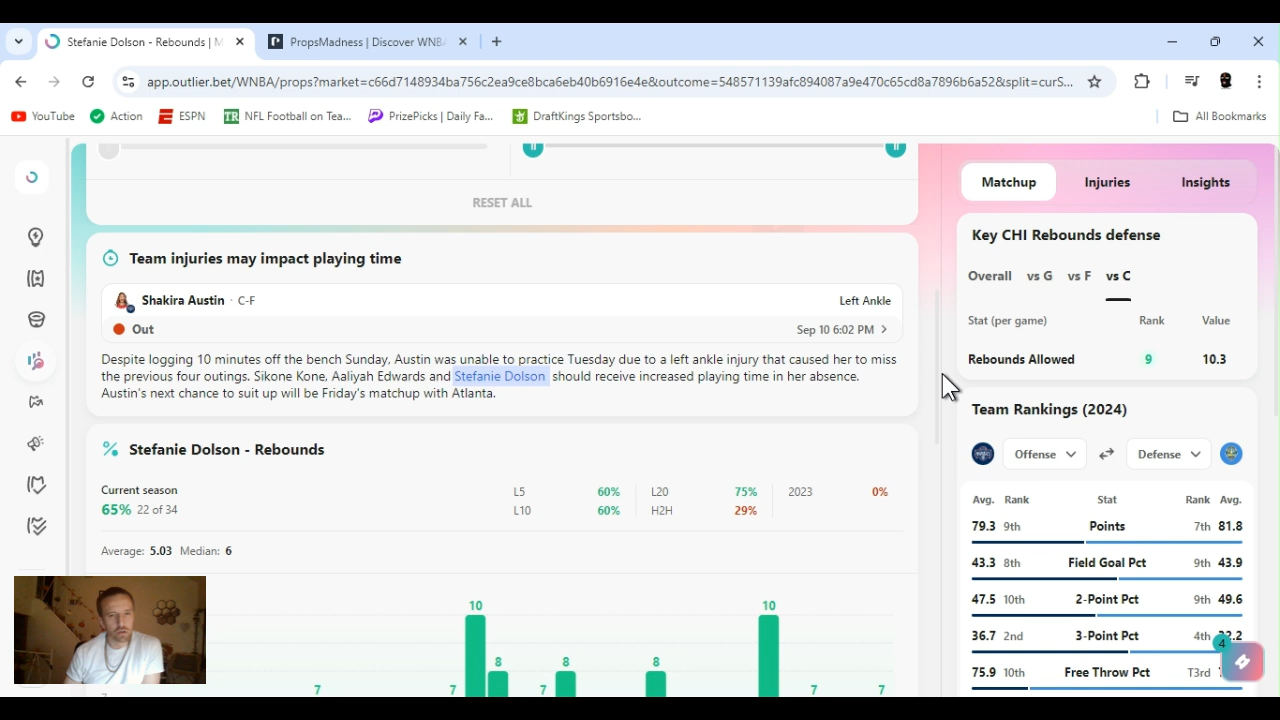 Stefanie Dolson - Rebounds | M
PropsMadness | Discover WNBA
app.outlier.bet/WNBA/props?market=c66d7148934ba756c2ea9ce8bca6eb40b6916e4e&outcome=548571139afc894087a9e470c65cd8a7896b6a52&split=curS...
YouTube
Action
ESPN
NFL Football on Tea...
PrizePicks | Daily Fa...
DraftKings Sportsbo...
All Bookmarks
RESET ALL
Matchup
Injuries
Insights
Team injuries may impact playing time
Shakira Austin · C-F
Left Ankle
Out
Sep 10 6:02 PM
Despite logging 10 minutes off the bench Sunday, Austin was unable to practice Tuesday due to a left ankle injury that caused her to miss
the previous four outings. Sikone Kone, Aaliyah Edwards and Stefanie Dolson should receive increased playing time in her absence.
Austin's next chance to suit up will be Friday's matchup with Atlanta.
Stefanie Dolson - Rebounds
Current season
65% 22 of 34
L5 60%
L20 75%
2023 0%
L10 60%
H2H 29%
Average: 5.03 Median: 6
10
10
8
8
8
7
7
7
7
7
Key CHI Rebounds defense
Overall vs G vs F vs C
Stat (per game) Rank Value
Rebounds Allowed 9 10.3
Team Rankings (2024)
Offense
Defense
Avg. Rank Stat Rank Avg.
79.3 9th Points 7th 81.8
43.3 8th Field Goal Pct 9th 43.9
47.5 10th 2-Point Pct 9th 49.6
36.7 2nd 3-Point Pct 4th
75.9 10th Free Throw Pct T3rd
4